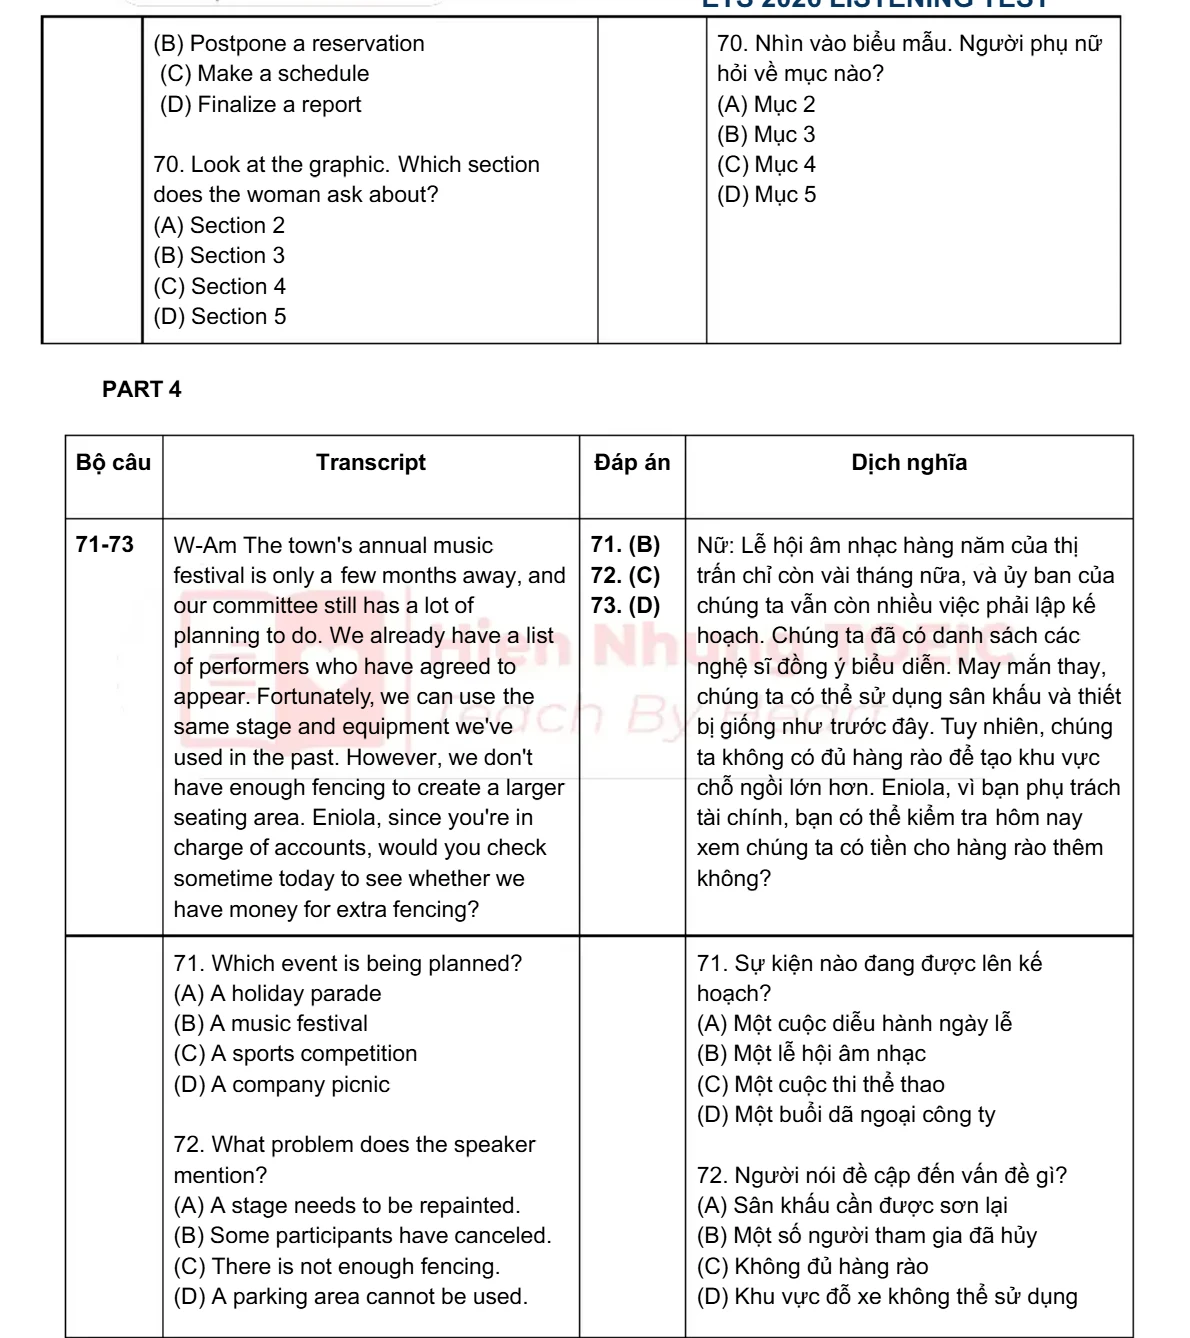 ETS 2026 LISTENING TEST
(B) Postpone a reservation
(C) Make a schedule
(D) Finalize a report
70. Look at the graphic. Which section
does the woman ask about?
(A) Section 2
(B) Section 3
(C) Section 4
(D) Section 5
70. Nhìn vào biểu mẫu. Người phụ nữ
hỏi về mục nào?
(A) Mục 2
(B) Mục 3
(C) Mục 4
(D) Mục 5
PART 4
Bộ câu
Transcript
Đáp án
Dịch nghĩa
71-73
W-Am The town's annual music
festival is only a few months away, and
our committee still has a lot of
planning to do. We already have a list
of performers who have agreed to
appear. Fortunately, we can use the
same stage and equipment we've
used in the past. However, we don't
have enough fencing to create a larger
seating area. Eniola, since you're in
charge of accounts, would you check
sometime today to see whether we
have money for extra fencing?
71. (B)
72. (C)
73. (D)
Nữ: Lễ hội âm nhạc hàng năm của thị
trấn chỉ còn vài tháng nữa, và ủy ban của
chúng ta vẫn còn nhiều việc phải lập kế
hoạch. Chúng ta đã có danh sách các
nghệ sĩ đồng ý biểu diễn. May mắn thay,
chúng ta có thể sử dụng sân khấu và thiết
bị giống như trước đây. Tuy nhiên, chúng
ta không có đủ hàng rào để tạo khu vực
chỗ ngồi lớn hơn. Eniola, vì bạn phụ trách
tài chính, bạn có thể kiểm tra hôm nay
xem chúng ta có tiền cho hàng rào thêm
không?
Hien Nhung TOEIC
Teach By Heart
71. Which event is being planned?
(A) A holiday parade
(B) A music festival
(C) A sports competition
(D) A company picnic
72. What problem does the speaker
mention?
(A) A stage needs to be repainted.
(B) Some participants have canceled.
(C) There is not enough fencing.
(D) A parking area cannot be used.
71. Sự kiện nào đang được lên kế
hoạch?
(A) Một cuộc diễu hành ngày lễ
(B) Một lễ hội âm nhạc
(C) Một cuộc thi thể thao
(D) Một buổi dã ngoại công ty
72. Người nói đề cập đến vấn đề gì?
(A) Sân khấu cần được sơn lại
(B) Một số người tham gia đã hủy
(C) Không đủ hàng rào
(D) Khu vực đỗ xe không thể sử dụng